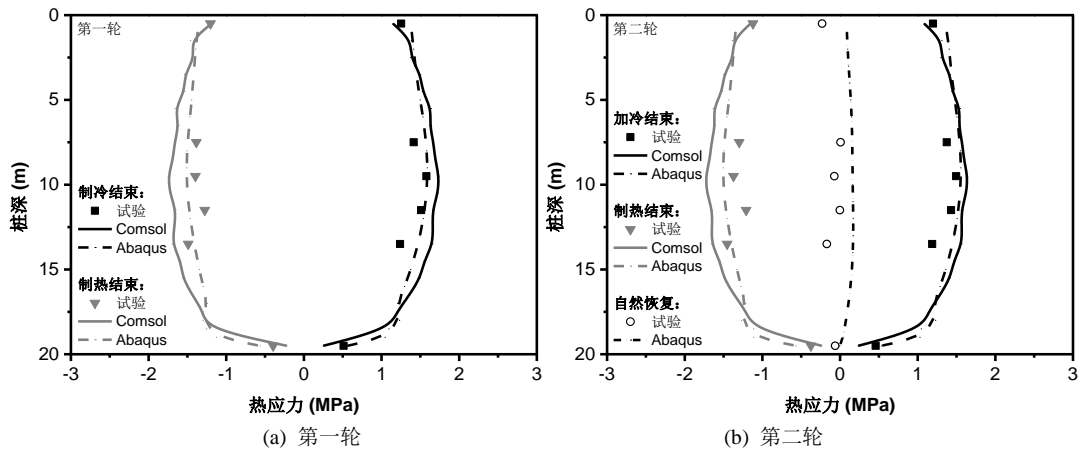 第一轮
0
5
10
15
20
桩深 (m)
制冷结束:
试验
Comsol
Abaqus
制热结束:
试验
Comsol
Abaqus
-3 -2 -1 0 1 2 3
热应力 (MPa)
(a) 第一轮
第二轮
0
5
10
15
20
桩深 (m)
加冷结束:
试验
Comsol
Abaqus
制热结束:
试验
Comsol
Abaqus
自然恢复:
试验
Abaqus
-3 -2 -1 0 1 2 3
热应力 (MPa)
(b) 第二轮